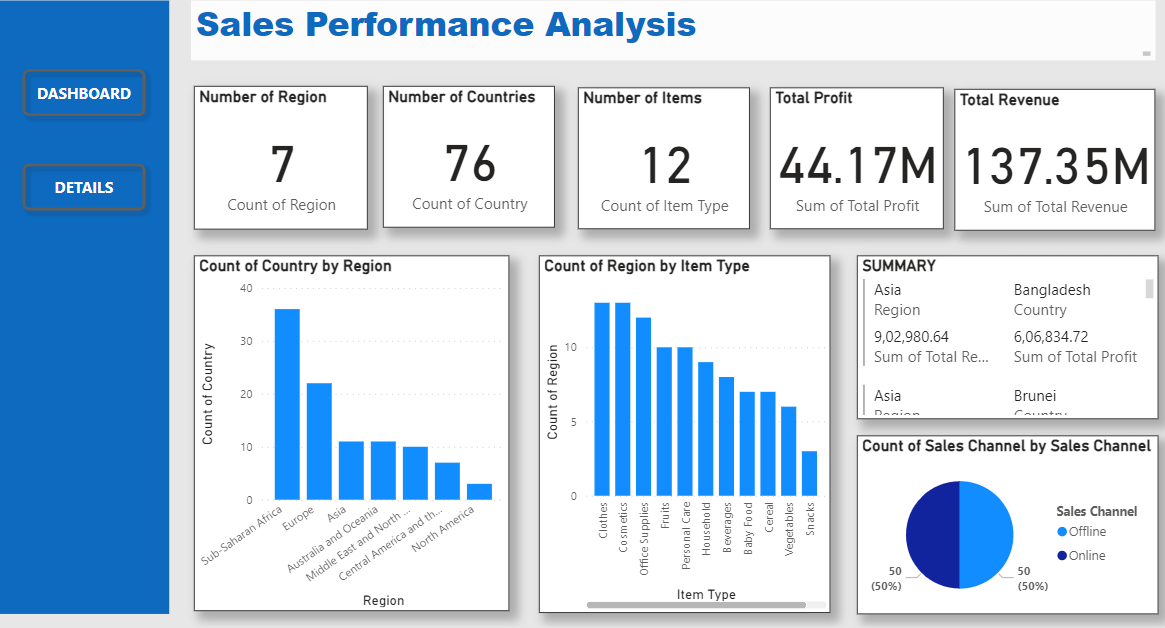 Sales Performance Analysis
DASHBOARD
DETAILS
Number of Region
7
Count of Region
Number of Countries
76
Count of Country
Number of Items
12
Count of Item Type
Total Profit
44.17M
Sum of Total Profit
Total Revenue
137.35M
Sum of Total Revenue
Count of Country by Region
Count of Country
40
30
20
10
0
Sub-Saharan Africa
Europe
Asia
Australia and Oceania
Middle East and North ...
Central America and th...
North America
Region
Count of Region by Item Type
Count of Region
10
5
0
Clothes
Cosmetics
Office Supplies
Fruits
Personal Care
Household
Beverages
Baby Food
Cereal
Vegetables
Snacks
Item Type
SUMMARY
Asia
Region
Bangladesh
Country
9,02,980.64
Sum of Total Re...
6,06,834.72
Sum of Total Profit
Asia
Region
Brunei
Country
Count of Sales Channel by Sales Channel
50
(50%)
50
(50%)
Sales Channel
Offline
Online